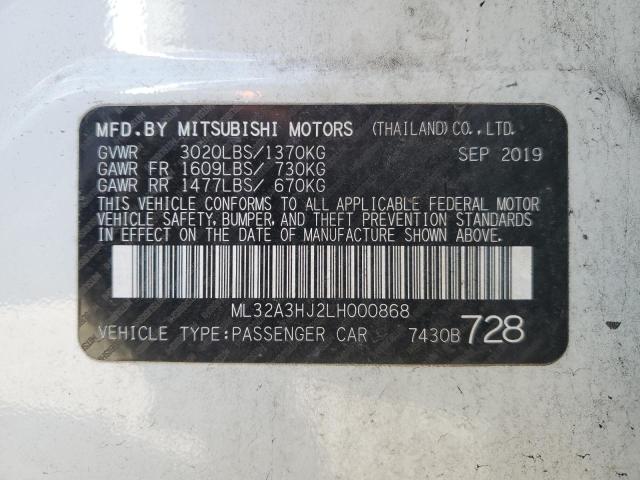 MFD. BY MITSUBISHI MOTORS (THAILAND) CO., LTD.
GVWR 3020LBS/1370KG SEP 2019
GAWR FR 1609LBS/ 730KG
GAWR RR 1477LBS/ 670KG
THIS VEHICLE CONFORMS TO ALL APPLICABLE FEDERAL MOTOR
VEHICLE SAFETY, BUMPER, AND THEFT PREVENTION STANDARDS
IN EFFECT ON THE DATE OF MANUFACTURE SHOWN ABOVE.
ML32A3HJ2LH000868
VEHICLE TYPE:PASSENGER CAR 7430B 728